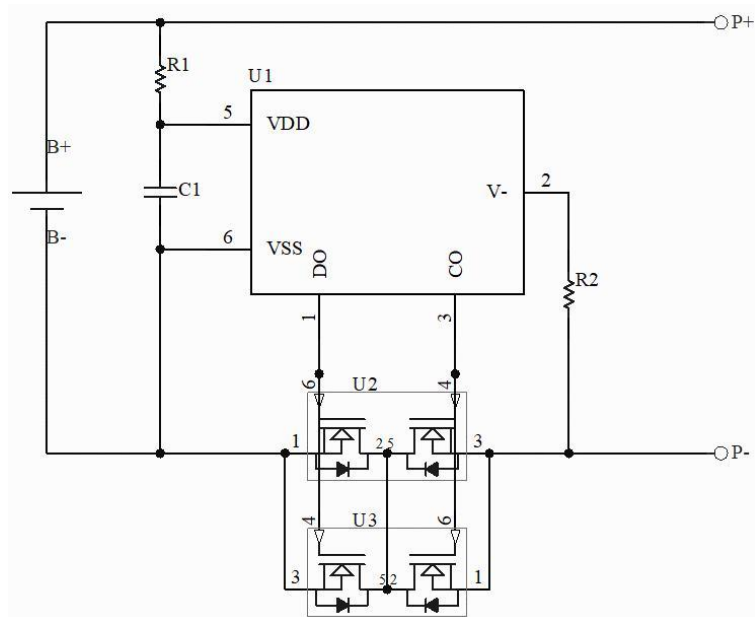 P+
R1
U1
5
VDD
B+
C1
V-
2
B-
6
VSS
DO
CO
R2
1
3
6
U2
4
1
2,5
3
P-
4
U3
6
3
5,2
1